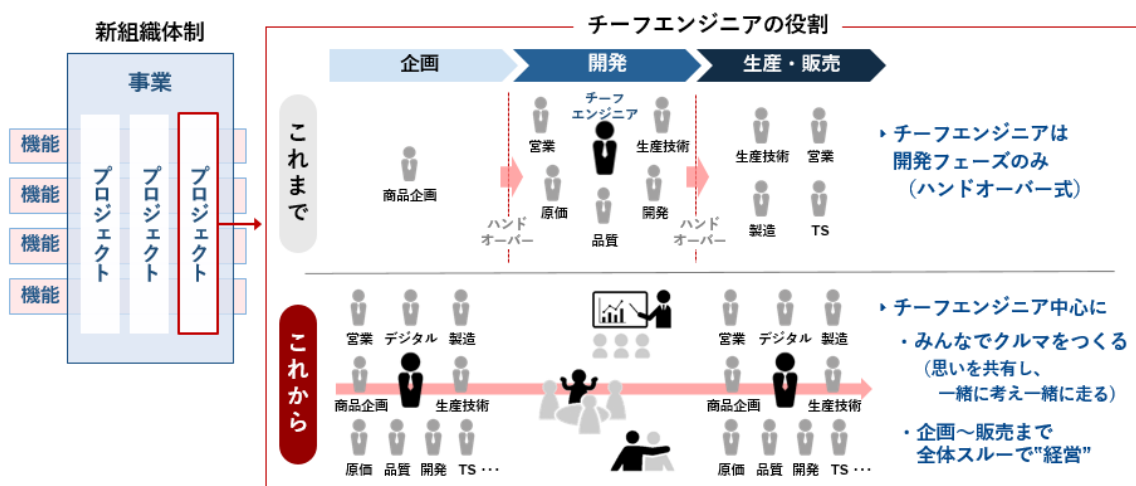 新組織体制
事業
機能
機能
機能
機能
プロジェクト
プロジェクト
プロジェクト
チーフエンジニアの役割
企画
開発
生産・販売
これまで
商品企画
ハンド
オーバー
チーフ
エンジニア
営業
生産技術
原価
品質
開発
ハンド
オーバー
生産技術
営業
製造
TS
チーフエンジニアは
開発フェーズのみ
（ハンドオーバー式）
これから
営業
デジタル
製造
商品企画
生産技術
原価
品質
開発
TS ･･･
営業
デジタル
製造
商品企画
生産技術
原価
品質
開発
TS ･･･
チーフエンジニア中心に
・みんなでクルマをつくる
（思いを共有し、
一緒に考え一緒に走る）
・企画～販売まで
全体スルーで“経営”